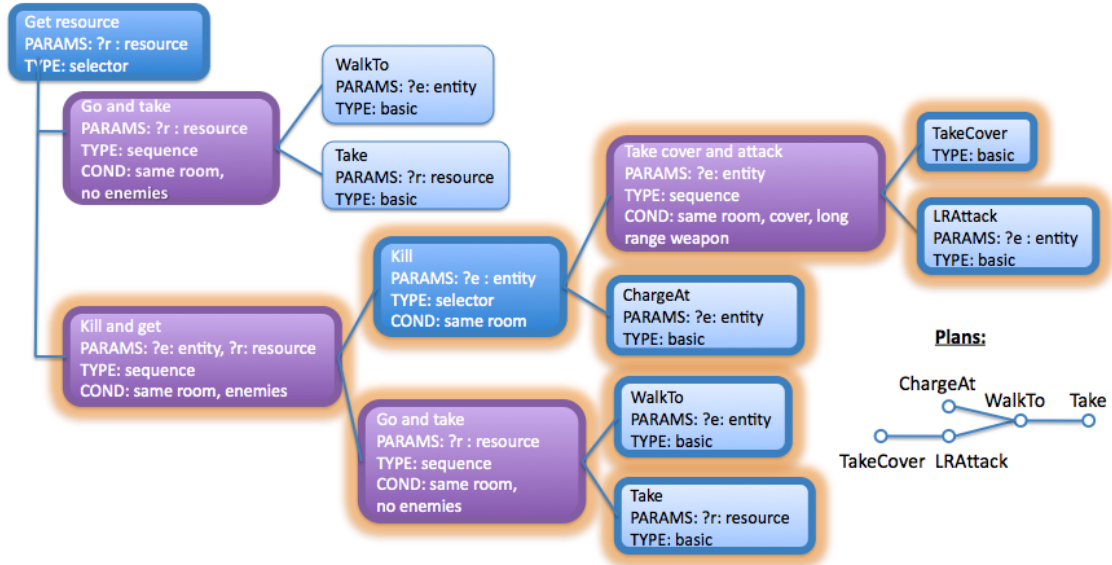 Get resource
PARAMS: ?r : resource
TYPE: selector
Go and take
PARAMS: ?r : resource
TYPE: sequence
COND: same room,
no enemies
WalkTo
PARAMS: ?e: entity
TYPE: basic
Take
PARAMS: ?r: resource
TYPE: basic
Kill and get
PARAMS: ?e: entity, ?r: resource
TYPE: sequence
COND: same room, enemies
Kill
PARAMS: ?e : entity
TYPE: selector
COND: same room
Take cover and attack
PARAMS: ?e: entity
TYPE: sequence
COND: same room, cover, long
range weapon
TakeCover
TYPE: basic
LRAttack
PARAMS: ?e : entity
TYPE: basic
ChargeAt
PARAMS: ?e: entity
TYPE: basic
Go and take
PARAMS: ?r : resource
TYPE: sequence
COND: same room,
no enemies
WalkTo
PARAMS: ?e: entity
TYPE: basic
Take
PARAMS: ?r: resource
TYPE: basic
Plans:
ChargeAt
WalkTo
Take
TakeCover
LRAttack